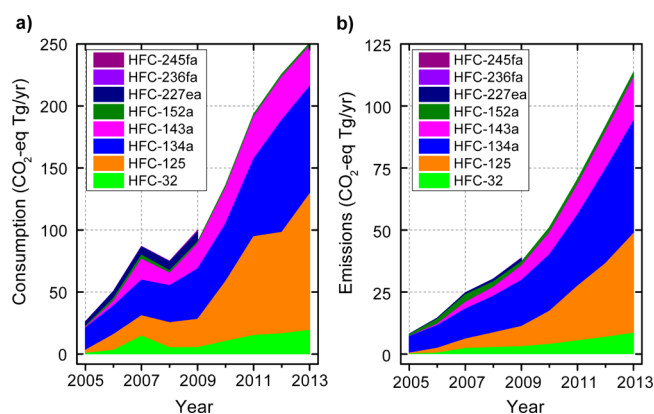 a)
250
200
150
100
50
0
Consumption (CO2-eq Tg/yr)
HFC-245fa
HFC-236fa
HFC-227ea
HFC-152a
HFC-143a
HFC-134a
HFC-125
HFC-32
2005 2007 2009 2011 2013
Year
b)
125
100
75
50
25
0
Emissions (CO2-eq Tg/yr)
HFC-245fa
HFC-236fa
HFC-227ea
HFC-152a
HFC-143a
HFC-134a
HFC-125
HFC-32
2005 2007 2009 2011 2013
Year